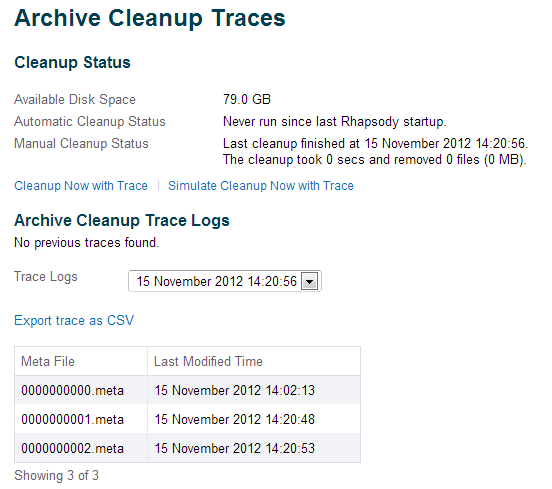 Archive Cleanup Traces
Cleanup Status
Available Disk Space 79.0 GB
Automatic Cleanup Status Never run since last Rhapsody startup.
Manual Cleanup Status Last cleanup finished at 15 November 2012 14:20:56.
The cleanup took 0 secs and removed 0 files (0 MB).
Cleanup Now with Trace | Simulate Cleanup Now with Trace
Archive Cleanup Trace Logs
No previous traces found.
Trace Logs 15 November 2012 14:20:56
Export trace as CSV
Meta File Last Modified Time
0000000000.meta 15 November 2012 14:02:13
0000000001.meta 15 November 2012 14:20:48
0000000002.meta 15 November 2012 14:20:53
Showing 3 of 3